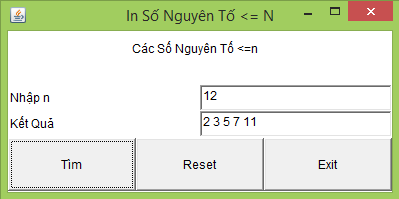 In Số Nguyên Tố <= N
Các Số Nguyên Tố <=n
Nhập n 12
Kết Quả 2 3 5 7 11
Tìm Reset Exit